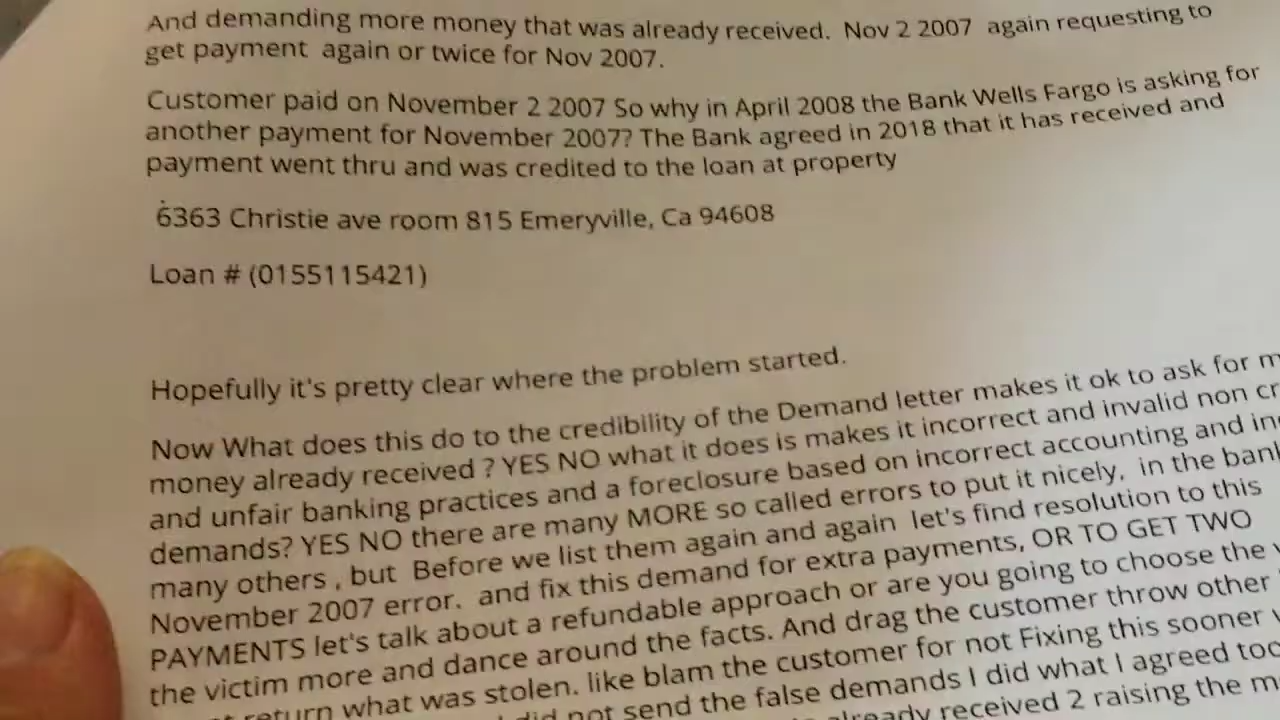 And demanding more money that was already received. Nov 2 2007 again requesting to
get payment again or twice for Nov 2007.
Customer paid on November 2 2007 So why in April 2008 the Bank Wells Fargo is asking for
another payment for November 2007? The Bank agreed in 2018 that it has received and
payment went thru and was credited to the loan at property
6363 Christie ave room 815 Emeryville, Ca 94608
Loan # (0155115421)
Hopefully it's pretty clear where the problem started.
Now What does this do to the credibility of the Demand letter makes it ok to ask for
money already received ? YES NO what it does is makes it incorrect and invalid non
and unfair banking practices and a foreclosure based on incorrect accounting and
demands? YES NO there are many MORE so called errors to put it nicely, in the
many others , but Before we list them again and again let's find resolution to this
November 2007 error. and fix this demand for extra payments, OR TO GET TWO
PAYMENTS let's talk about a refundable approach or are you going to choose the
the victim more and dance around the facts. And drag the customer throw other
return what was stolen. like blam the customer for not Fixing this sooner
did not send the false demands I did what I agreed too
already received 2 raising the